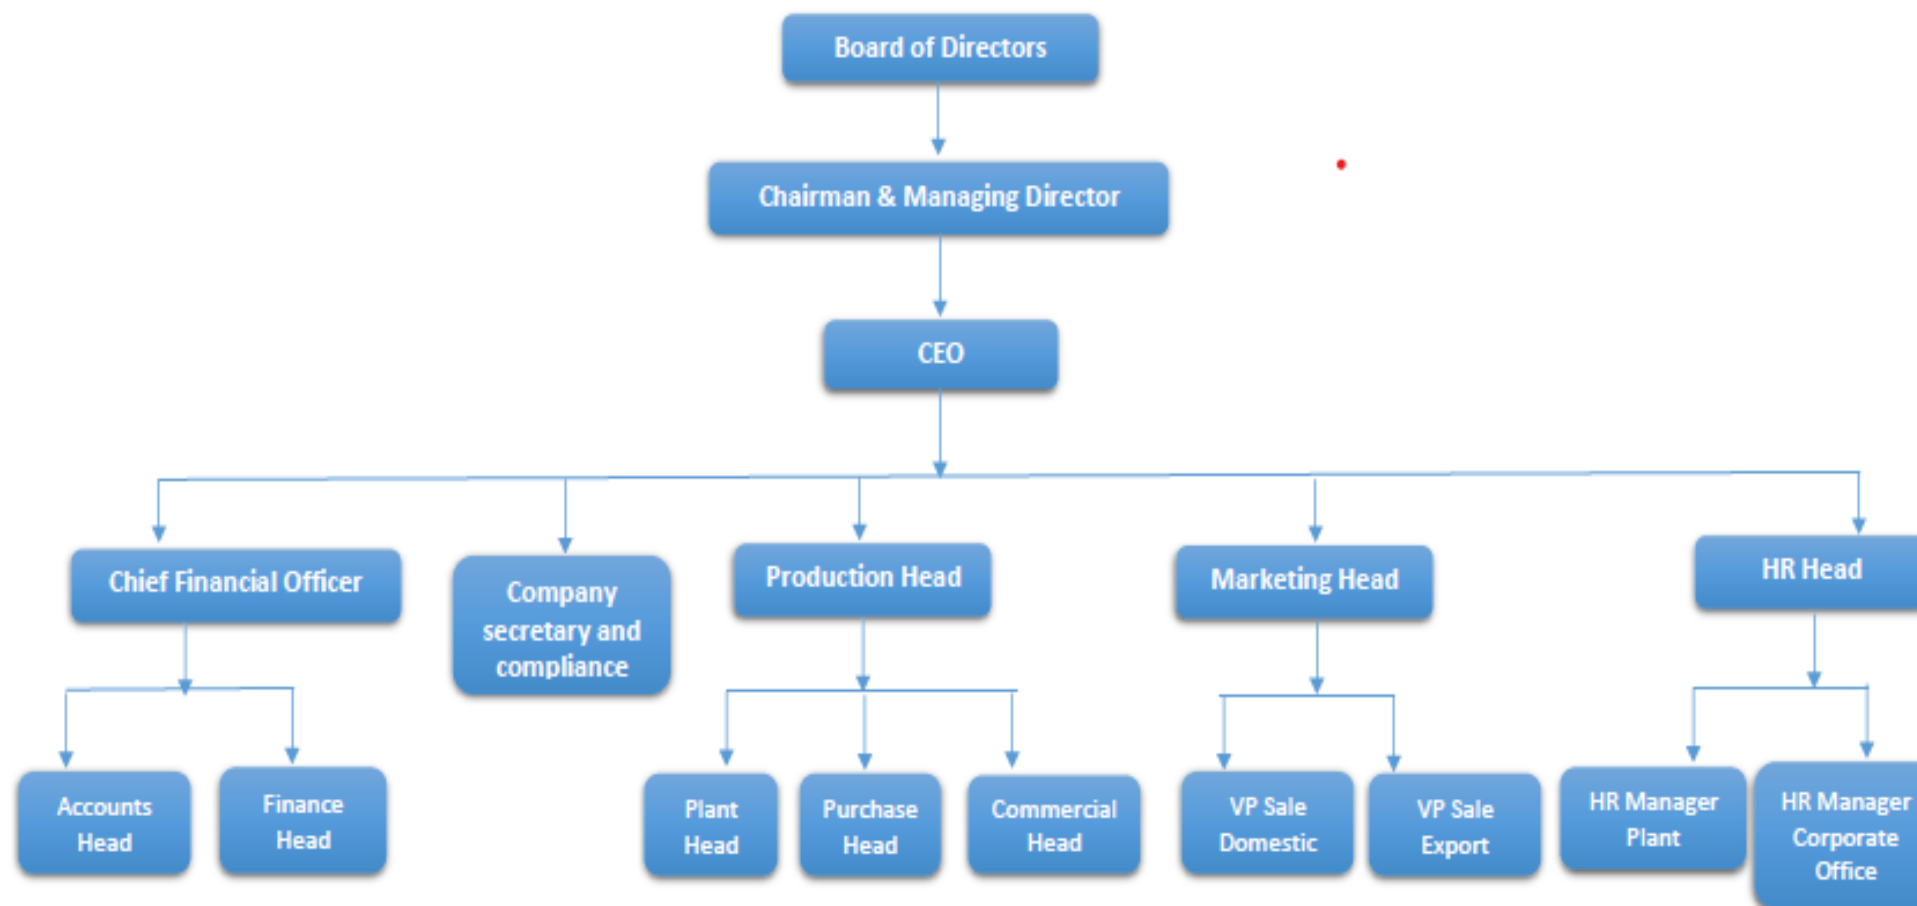 Board of Directors
Chairman & Managing Director
CEO
Chief Financial Officer
Company
secretary and
compliance
Production Head
Marketing Head
HR Head
Accounts
Head
Finance
Head
Plant
Head
Purchase
Head
Commercial
Head
VP Sale
Domestic
VP Sale
Export
HR Manager
Plant
HR Manager
Corporate
Office